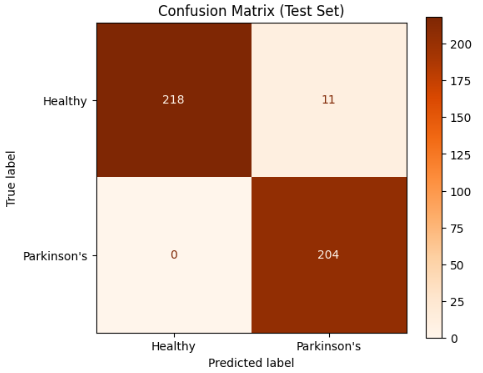 Confusion Matrix (Test Set)
True label
Healthy
218
11
Parkinson's
0
204
Healthy
Parkinson's
Predicted label
200
175
150
125
100
75
50
25
0